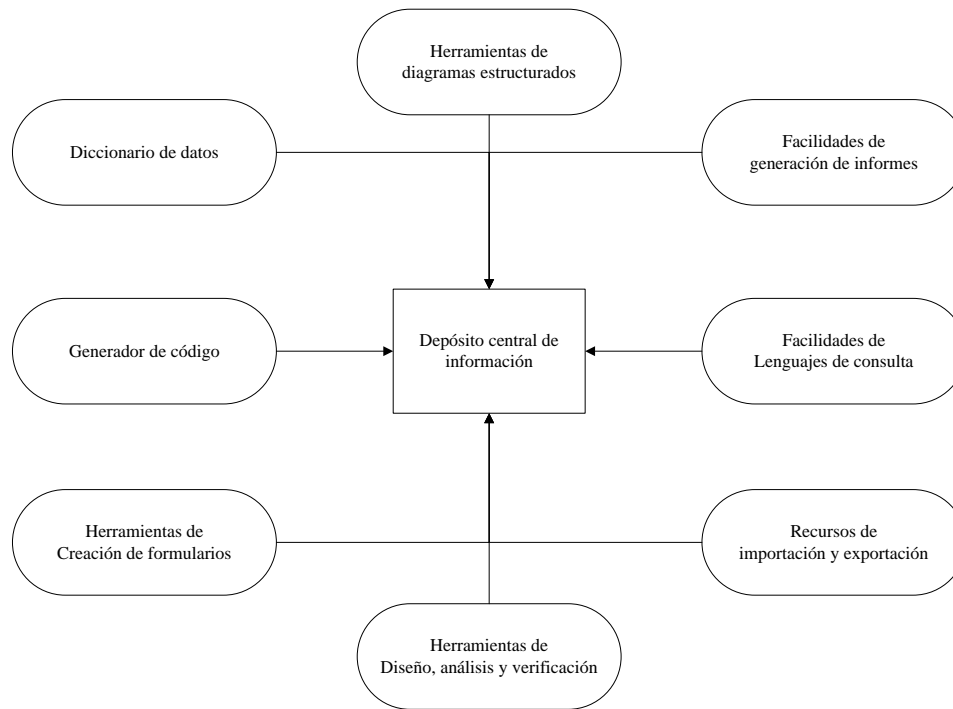 Herramientas de
diagramas estructurados
Diccionario de datos
Facilidades de
generación de informes
Generador de código
Depósito central de
información
Facilidades de
Lenguajes de consulta
Herramientas de
Creación de formularios
Recursos de
importación y exportación
Herramientas de
Diseño, análisis y verificación